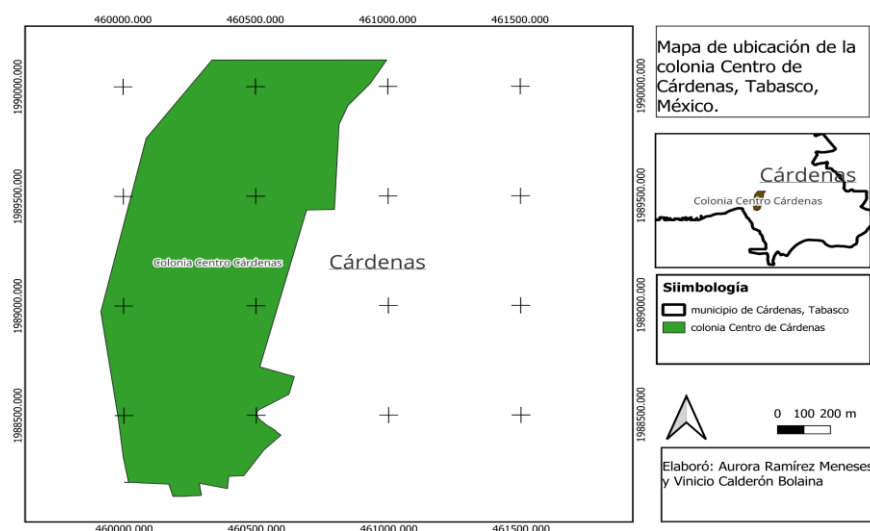 460000.000 460500.000 461000.000 461500.000
1990000.000
1989500.000
1989000.000
1988500.000
Colonia Centro Cárdenas
Cárdenas
1990000.000
1989500.000
1989000.000
1988500.000
460000.000 460500.000 461000.000 461500.000
Mapa de ubicación de la
colonia Centro de
Cárdenas, Tabasco,
México.
Cárdenas
Colonia Centro Cárdenas
Siimbología
municipio de Cárdenas, Tabasco
colonia Centro de Cárdenas
0 100 200 m
Elaboró: Aurora Ramírez Meneses
y Vinicio Calderón Bolaina